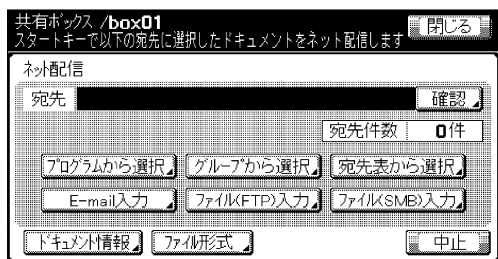 共有ボックス /box01
スタートキーで以下の宛先に選択したドキュメントをネット配信します
閉じる
ネット配信
宛先
確認
宛先件数 0件
プログラムから選択 グループから選択 宛先表から選択
E-mail入力 ファイル(FTP)入力 ファイル(SMB)入力
ドキュメント情報 ファイル形式 中止